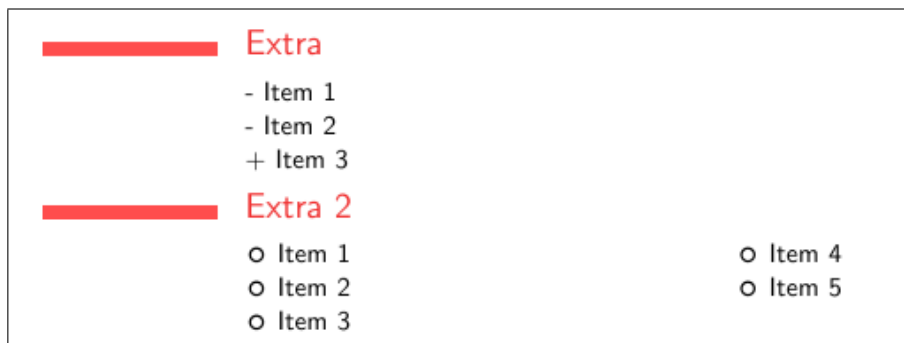 Extra
- Item 1
- Item 2
+ Item 3
Extra 2
○ Item 1 ○ Item 4
○ Item 2 ○ Item 5
○ Item 3